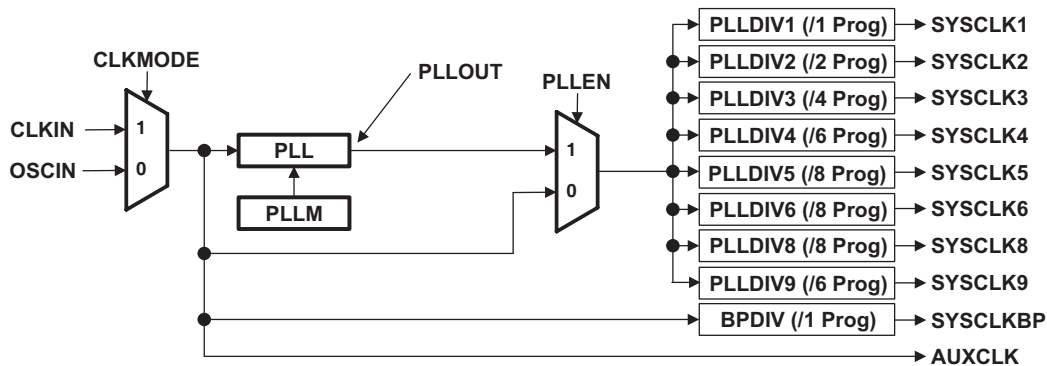 CLKMODE
CLKIN
OSCIN
1
0
PLL
PLLM
PLLOUT
PLLEN
1
0
PLLDIV1 (/1 Prog) SYSCLK1
PLLDIV2 (/2 Prog) SYSCLK2
PLLDIV3 (/4 Prog) SYSCLK3
PLLDIV4 (/6 Prog) SYSCLK4
PLLDIV5 (/8 Prog) SYSCLK5
PLLDIV6 (/8 Prog) SYSCLK6
PLLDIV8 (/8 Prog) SYSCLK8
PLLDIV9 (/6 Prog) SYSCLK9
BPDIV (/1 Prog) SYSCLKBP
AUXCLK